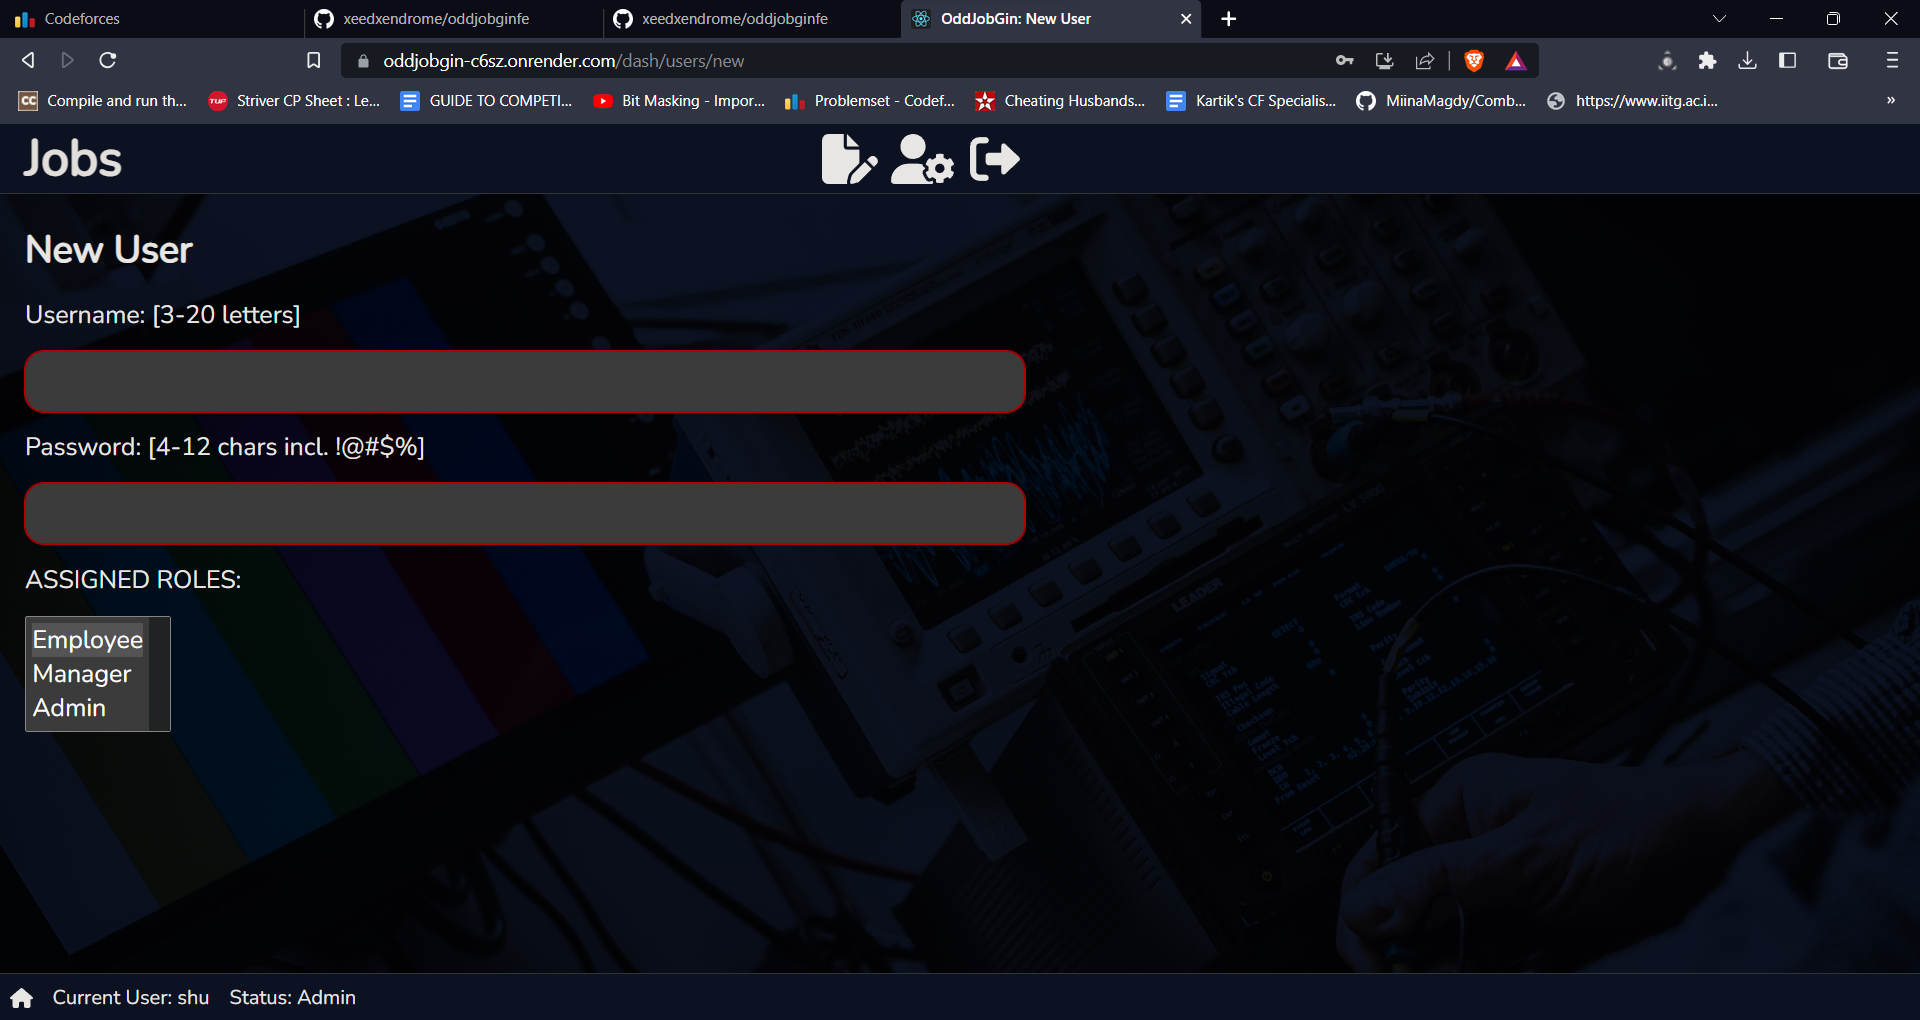 Codeforces
xeedxendrome/oddjobginfe
xeedxendrome/oddjobginfe
OddJobGin: New User
oddjobgin-c6sz.onrender.com/dash/users/new
CC Compile and run th...
TUF Striver CP Sheet : Le...
GUIDE TO COMPETI...
Bit Masking - Impor...
Problemset - Codef...
Cheating Husbands...
Kartik's CF Specialis...
MiinaMagdy/Comb...
https://www.iitg.ac.i...
»
Jobs
New User
Username: [3-20 letters]
Password: [4-12 chars incl. !@#$%]
ASSIGNED ROLES:
Employee
Manager
Admin
LEADER
Current User: shu Status: Admin